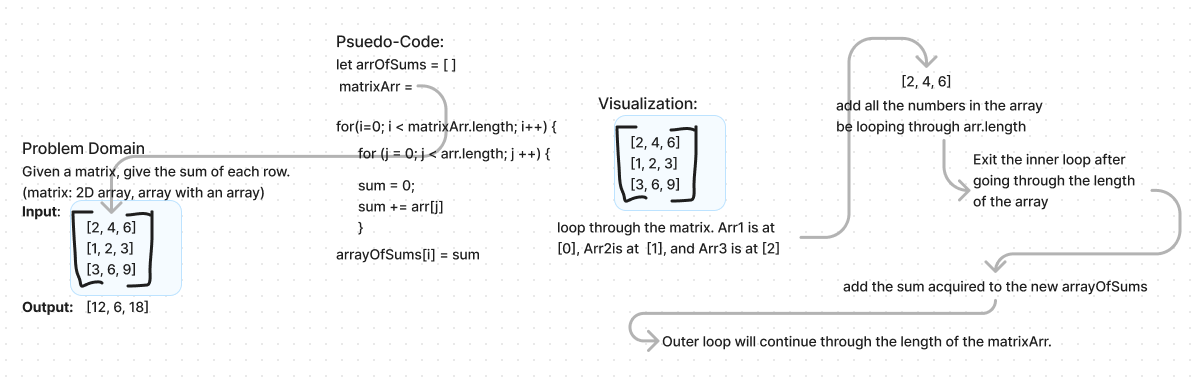 Problem Domain
Given a matrix, give the sum of each row.
(matrix: 2D array, array with an array)
Input:
[2, 4, 6]
[1, 2, 3]
[3, 6, 9]
Output: [12, 6, 18]
Psuedo-Code:
let arrOfSums = [ ]
matrixArr =
for(i=0; i < matrixArr.length; i++) {
for (j = 0; j < arr.length; j ++) {
sum = 0;
sum += arr[j]
}
arrayOfSums[i] = sum
Visualization:
[2, 4, 6]
[1, 2, 3]
[3, 6, 9]
loop through the matrix. Arr1 is at
[0], Arr2is at [1], and Arr3 is at [2]
[2, 4, 6]
add all the numbers in the array
be looping through arr.length
Exit the inner loop after
going through the length
of the array
add the sum acquired to the new arrayOfSums
Outer loop will continue through the length of the matrixArr.